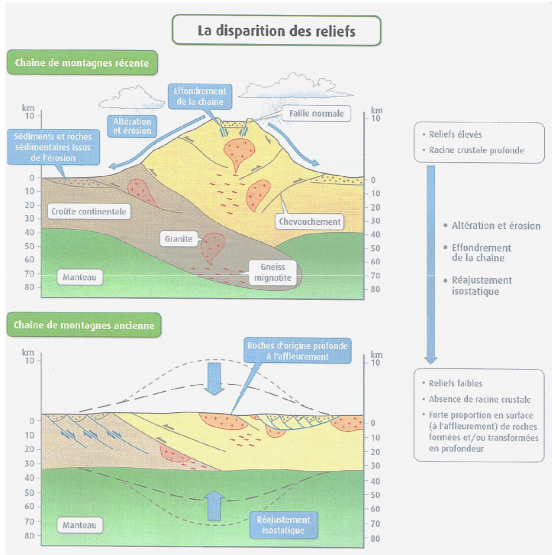 La disparition des reliefs
Chaîne de montagnes récente
Effondrement
de la chaîne
Faille normale
Altération
et érosion
Sédiments et roches
sédimentaires issus
de l'érosion
km
10
0
10
20
30
40
50
60
70
80
km
10
0
10
20
30
40
50
60
70
80
Croûte continentale
Chevauchement
Granite
Gneiss
mignatite
Manteau
• Reliefs élevés
• Racine crustale profonde
• Altération et érosion
• Effondrement
de la chaîne
• Réajustement
isostatique
Chaîne de montagnes ancienne
Roches d'origine profonde
à l'affleurement
km
10
0
10
20
30
40
50
60
70
80
km
10
0
10
20
30
40
50
60
70
80
Manteau
Réajustement
isostatique
• Reliefs faibles
• Absence de racine crustale
• Forte proportion en surface
(à l'affleurement) de roches
formées et/ou transformées
en profondeur